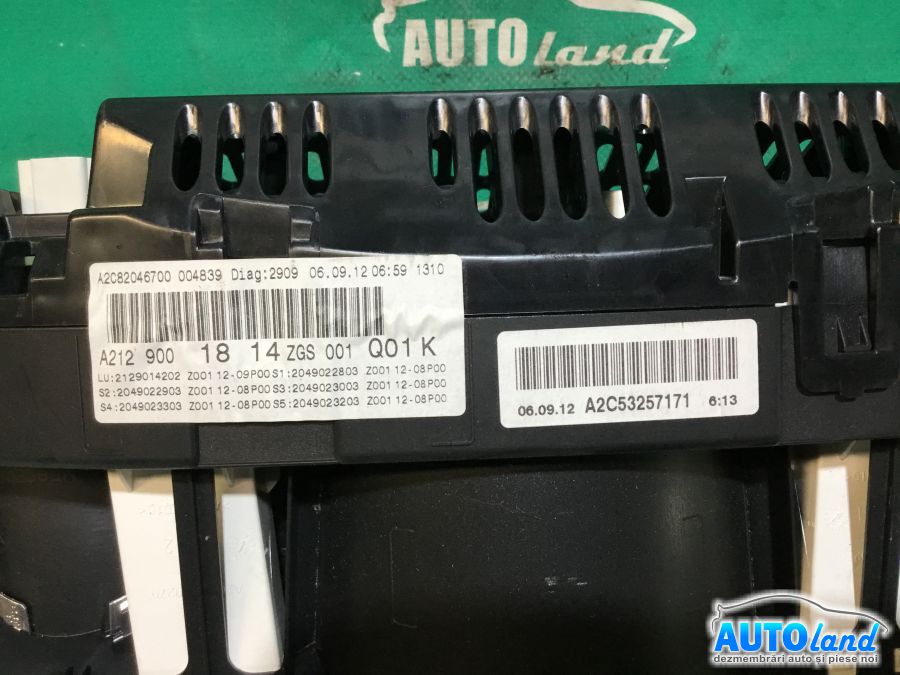 AUTOland
A2C82046700 004839 Diag:2909 06.09.12 06:59 1310
A212 900 18 14 ZGS 001 Q01 K
LU:2129014202 Z001 12-09P00 S1:2049022803 Z001 12-08P00
S2:2049022903 Z001 12-08P00 S3:2049023003 Z001 12-08P00
S4:2049023303 Z001 12-08P00 S5:2049023203 Z001 12-08P00
06.09.12 A2C53257171 6:13
AUTOland
dezmembrări auto și piese noi